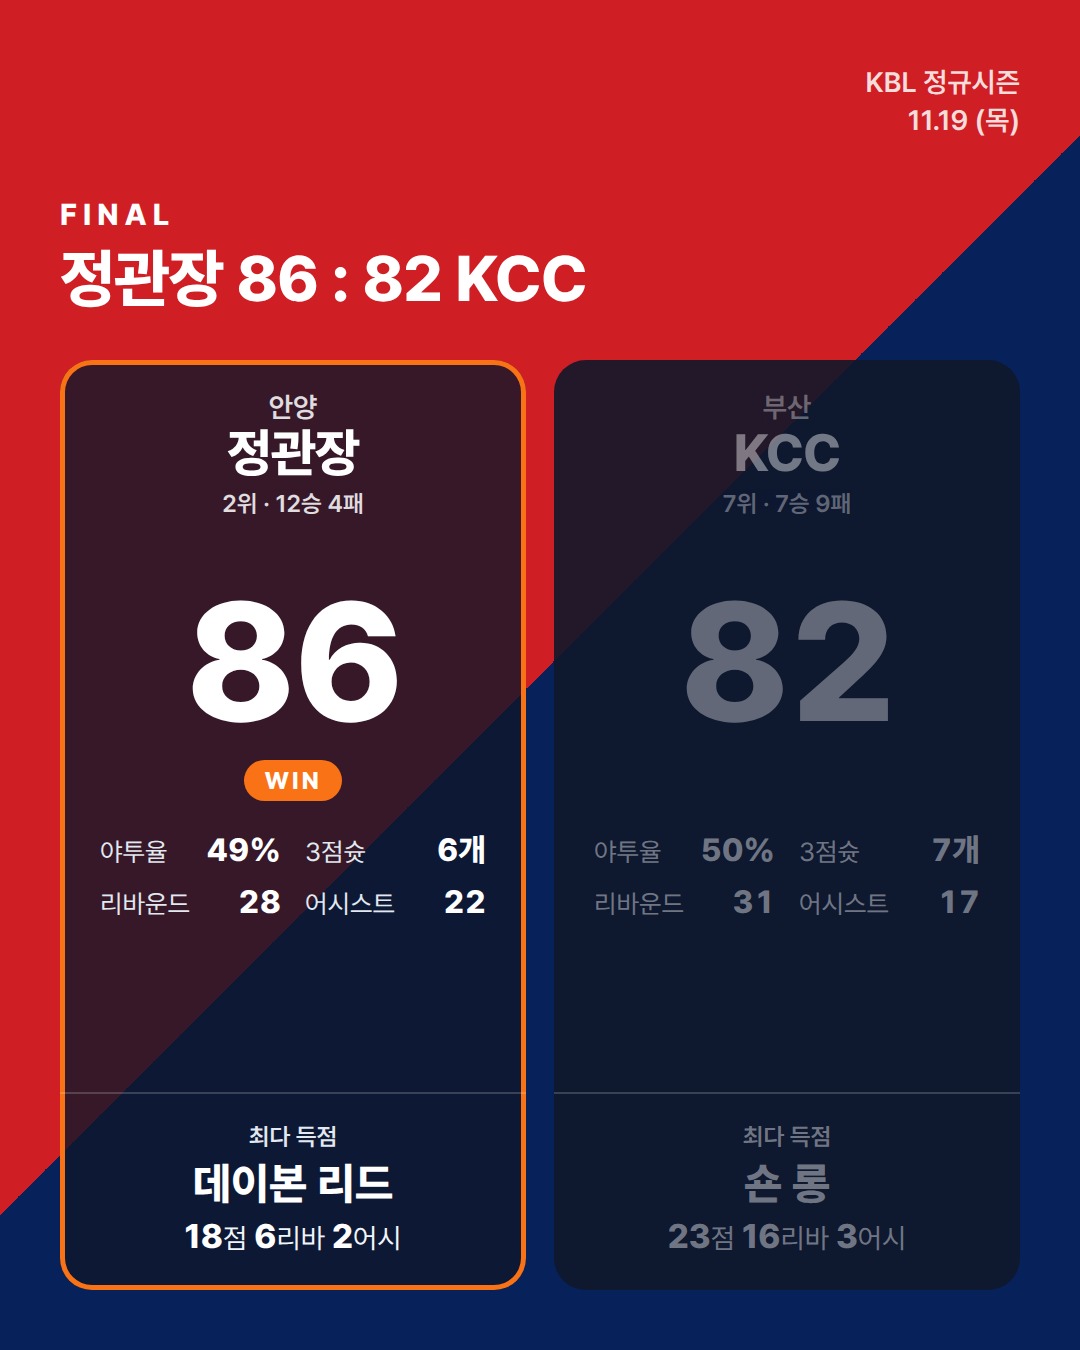 KBL 정규시즌
11.19 (목)
FINAL
정관장 86 : 82 KCC
안양
정관장
2위 · 12승 4패
86
WIN
야투율 49% 3점슛 6개
리바운드 28 어시스트 22
최다 득점
데이본 리드
18점 6리바 2어시
부산
KCC
7위 · 7승 9패
82
야투율 50% 3점슛 7개
리바운드 31 어시스트 17
최다 득점
숀 롱
23점 16리바 3어시